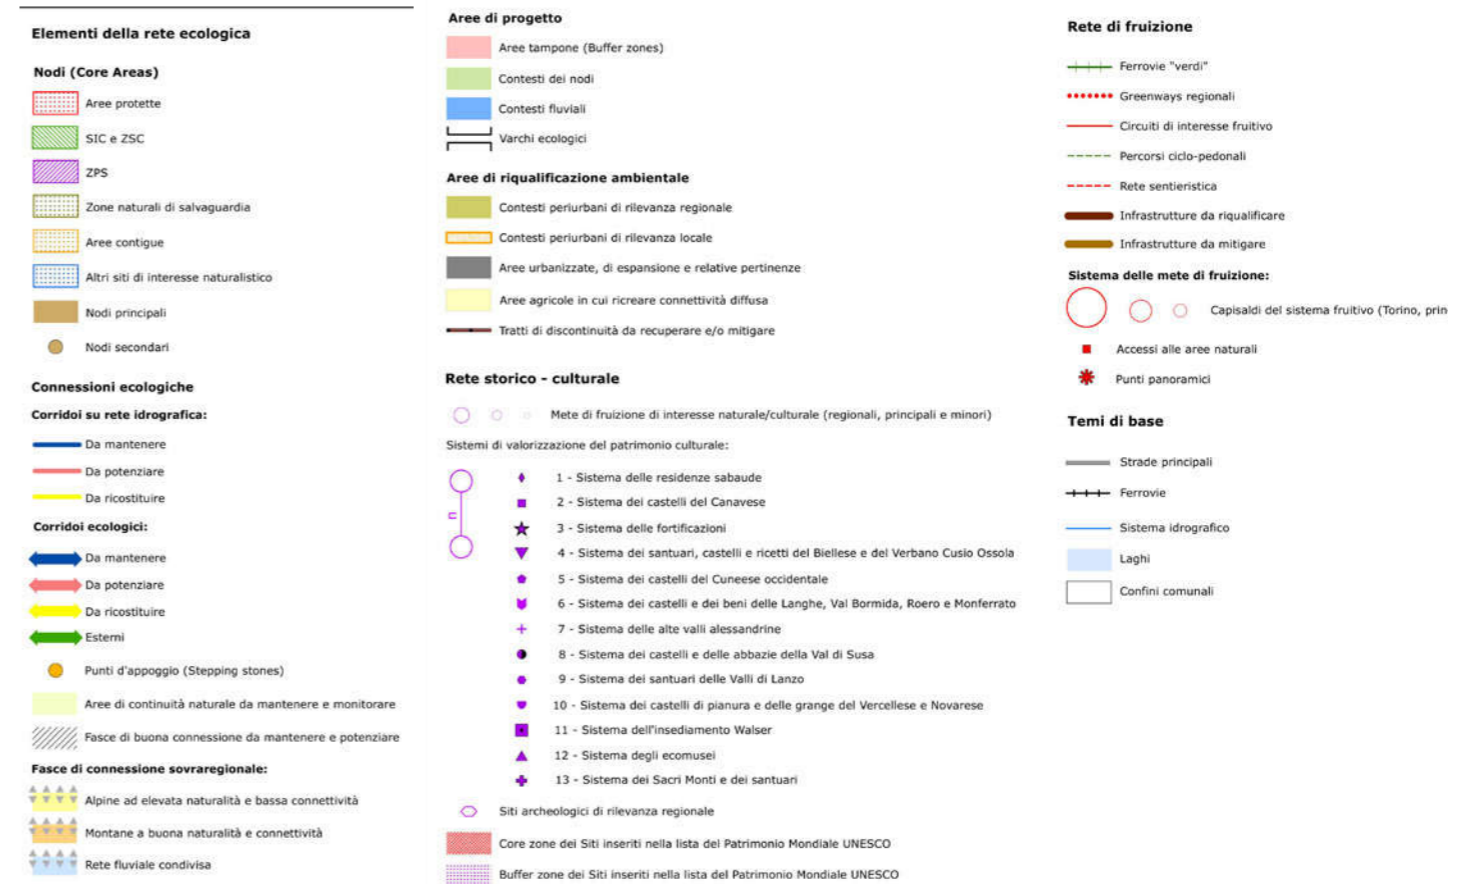 Elementi della rete ecologica
Nodi (Core Areas)
Aree protette
SIC e ZSC
ZPS
Zone naturali di salvaguardia
Aree contigue
Altri siti di interesse naturalistico
Nodi principali
Nodi secondari
Connessioni ecologiche
Corridoi su rete idrografica:
Da mantenere
Da potenziare
Da ricostituire
Corridoi ecologici:
Da mantenere
Da potenziare
Da ricostituire
Esterni
Punti d'appoggio (Stepping stones)
Aree di continuità naturale da mantenere e monitorare
Fasce di buona connessione da mantenere e potenziare
Fasce di connessione sovraregionale:
Alpine ad elevata naturalità e bassa connettività
Montane a buona naturalità e connettività
Rete fluviale condivisa
Aree di progetto
Aree tampone (Buffer zones)
Contesti dei nodi
Contesti fluviali
Varchi ecologici
Aree di riqualificazione ambientale
Contesti periurbani di rilevanza regionale
Contesti periurbani di rilevanza locale
Aree urbanizzate, di espansione e relative pertinenze
Aree agricole in cui ricreare connettività diffusa
Tratti di discontinuità da recuperare e/o mitigare
Rete storico - culturale
Mete di fruizione di interesse naturale/culturale (regionali, principali e minori)
Sistemi di valorizzazione del patrimonio culturale:
n
1 - Sistema delle residenze sabaude
2 - Sistema dei castelli del Canavese
3 - Sistema delle fortificazioni
4 - Sistema dei santuari, castelli e ricetti del Biellese e del Verbano Cusio Ossola
5 - Sistema dei castelli del Cuneese occidentale
6 - Sistema dei castelli e dei beni delle Langhe, Val Bormida, Roero e Monferrato
7 - Sistema delle alte valli alessandrine
8 - Sistema dei castelli e delle abbazie della Val di Susa
9 - Sistema dei santuari delle Valli di Lanzo
10 - Sistema dei castelli di pianura e delle grange del Vercellese e Novarese
11 - Sistema dell'insediamento Walser
12 - Sistema degli ecomusei
13 - Sistema dei Sacri Monti e dei santuari
Siti archeologici di rilevanza regionale
Core zone dei Siti inseriti nella lista del Patrimonio Mondiale UNESCO
Buffer zone dei Siti inseriti nella lista del Patrimonio Mondiale UNESCO
Rete di fruizione
Ferrovie "verdi"
Greenways regionali
Circuiti di interesse fruitivo
Percorsi ciclo-pedonali
Rete sentieristica
Infrastrutture da riqualificare
Infrastrutture da mitigare
Sistema delle mete di fruizione:
Capisaldi del sistema fruitivo (Torino, prin
Accessi alle aree naturali
Punti panoramici
Temi di base
Strade principali
Ferrovie
Sistema idrografico
Laghi
Confini comunali